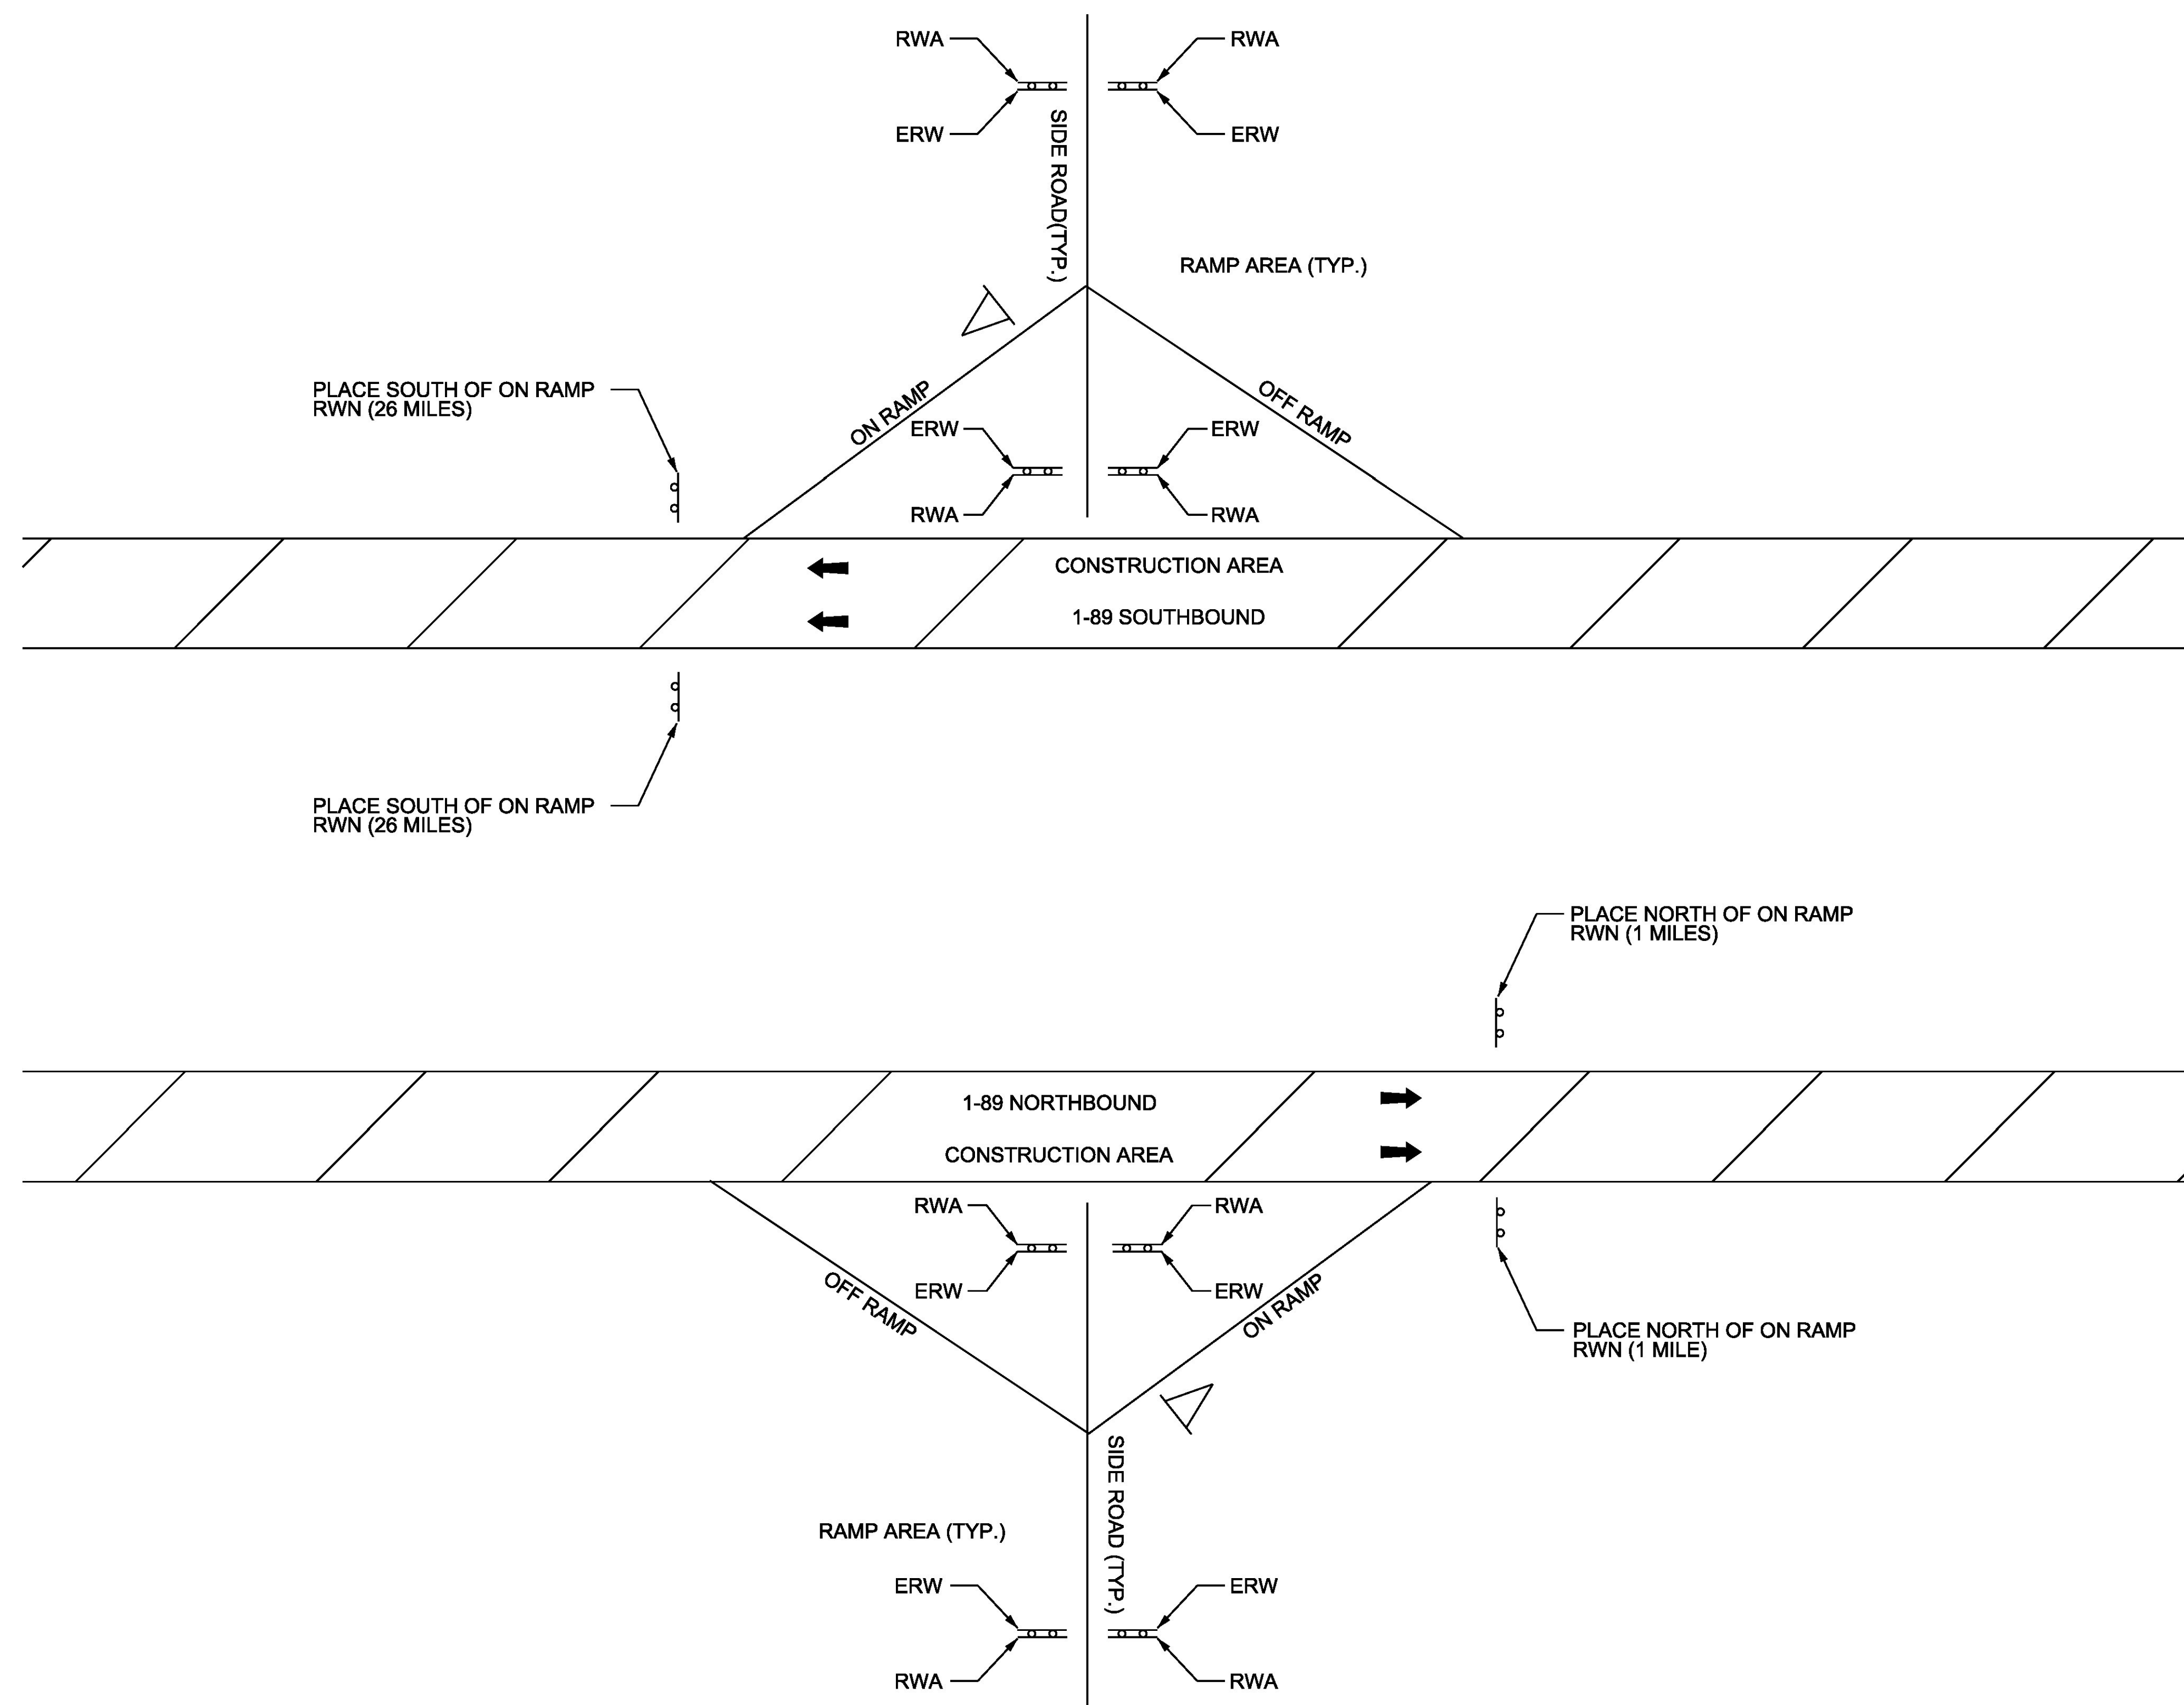 RWA
RWA
ERW
ERW
SIDE ROAD(TYP.)
RAMP AREA (TYP.)
PLACE SOUTH OF ON RAMP
RWN (26 MILES)
ON RAMP
OFF RAMP
ERW
ERW
RWA
RWA
CONSTRUCTION AREA
1-89 SOUTHBOUND
PLACE SOUTH OF ON RAMP
RWN (26 MILES)
PLACE NORTH OF ON RAMP
RWN (1 MILES)
1-89 NORTHBOUND
CONSTRUCTION AREA
RWA
RWA
ERW
ERW
OFF RAMP
ON RAMP
PLACE NORTH OF ON RAMP
RWN (1 MILE)
SIDE ROAD (TYP.)
RAMP AREA (TYP.)
ERW
ERW
RWA
RWA